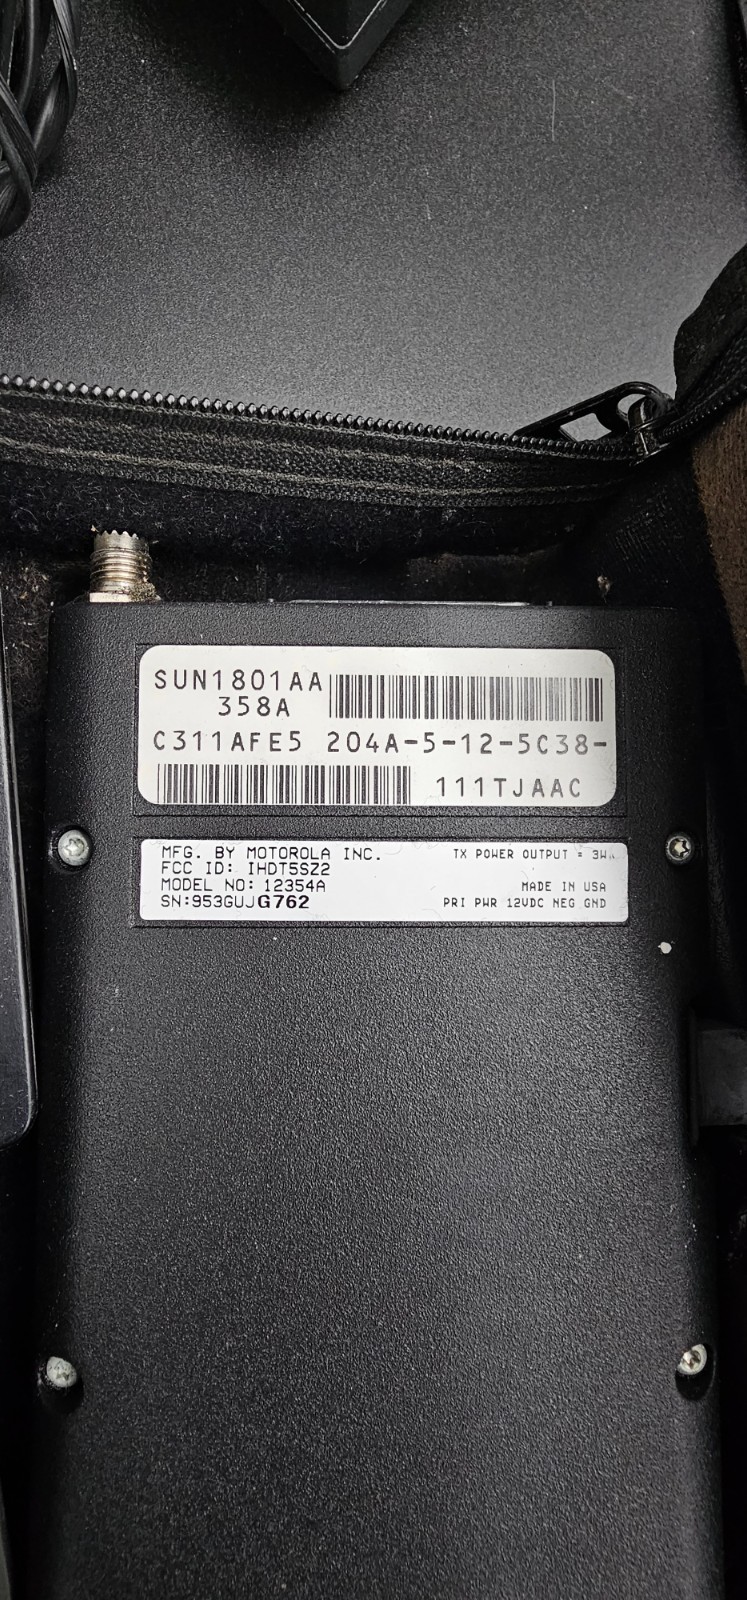 SUN1801AA
358A
C311AFE5 204A-5-12-5C38-
111TJAAC
MFG. BY MOTOROLA INC. TX POWER OUTPUT = 3W
FCC ID: IHDT5SZ2
MODEL NO: 12354A MADE IN USA
SN:953GUJG762 PRI PWR 12VDC NEG GND